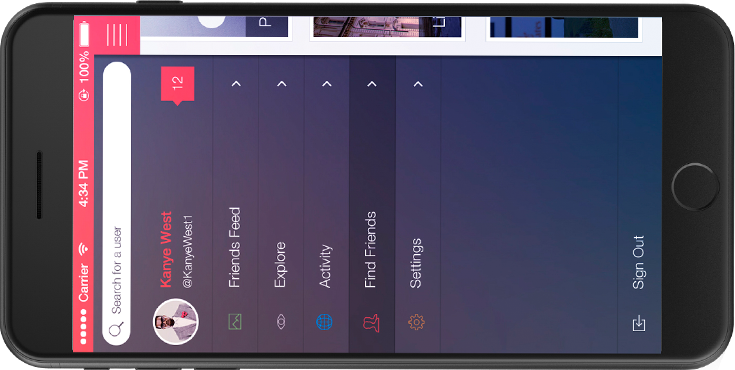 Carrier 4:34 PM 100%
Search for a user
Kanye West 12
@KanyeWest1
Friends Feed
Explore
Activity
Find Friends
Settings
Sign Out